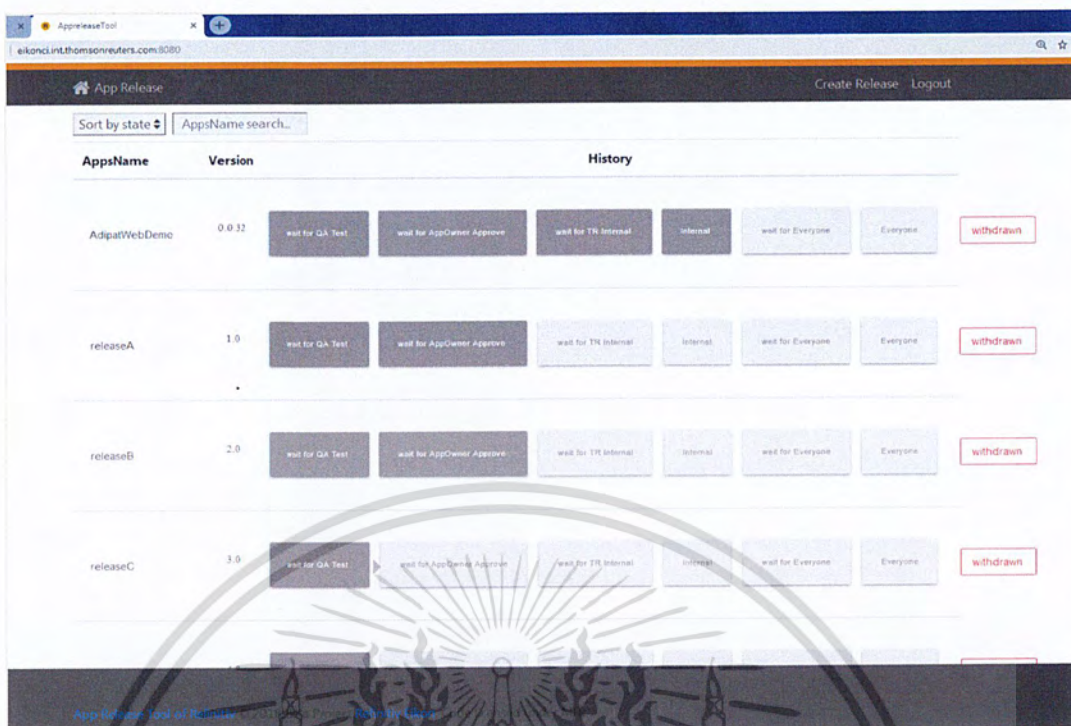 AppreleaseTool
eikonci.int.thomsonreuters.com:8080
App Release Create Release Logout
Sort by state AppsName search...
AppsName Version History
AdipatWebDemo 0.0.32 wait for QA Test wait for AppOwner Approve wait for TR Internal Internal wait for Everyone Everyone withdrawn
releaseA 1.0 wait for QA Test wait for AppOwner Approve wait for TR Internal Internal wait for Everyone Everyone withdrawn
releaseB 2.0 wait for QA Test wait for AppOwner Approve wait for TR Internal Internal wait for Everyone Everyone withdrawn
releaseC 3.0 wait for QA Test wait for AppOwner Approve wait for TR Internal Internal wait for Everyone Everyone withdrawn
App Release Tool of